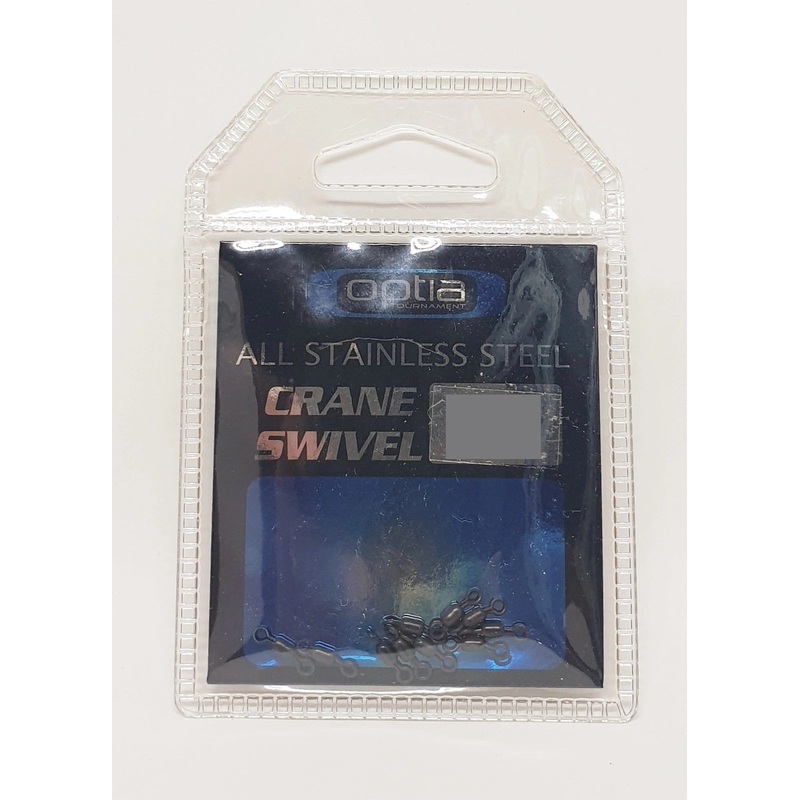 optia
TOURNAMENT
ALL STAINLESS STEEL
CRANE
SWIVEL